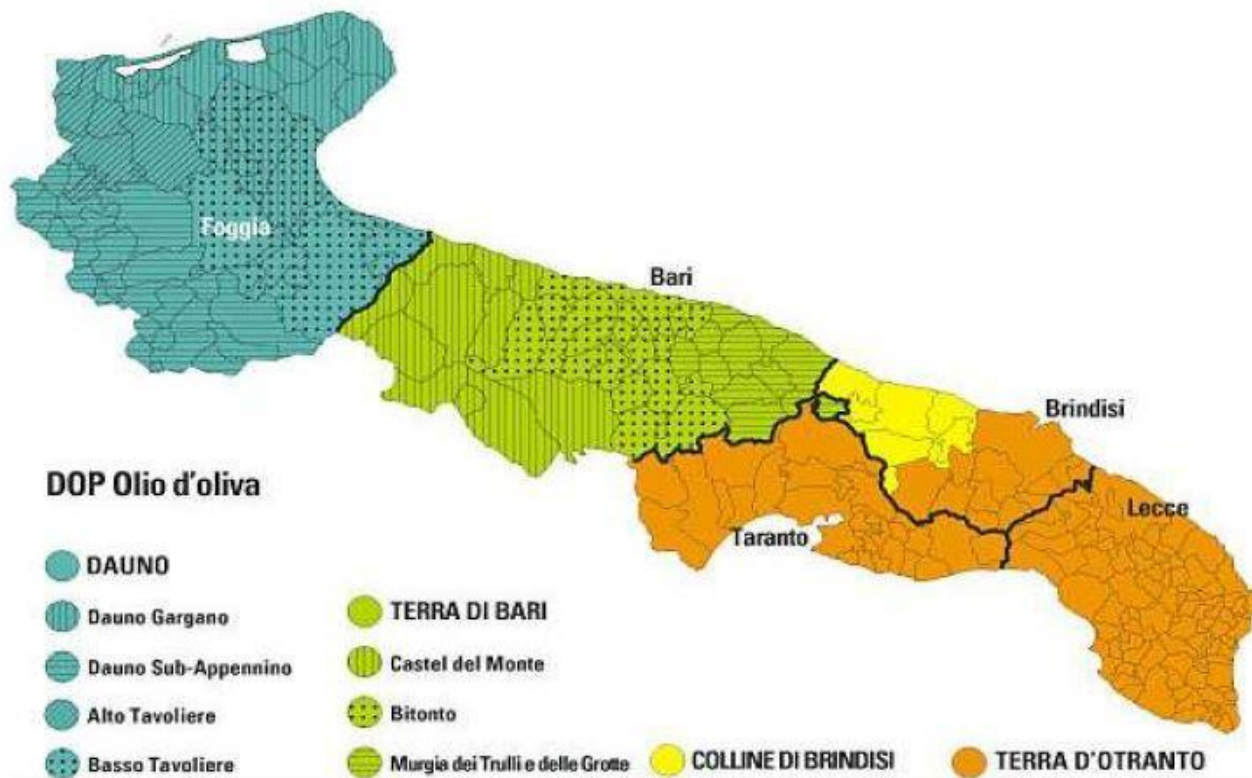 Foggia
Bari
Brindisi
Lecce
Taranto
DOP Olio d'oliva
DAUNO
Dauno Gargano
Dauno Sub-Appennino
Alto Tavoliere
Basso Tavoliere
TERRA DI BARI
Castel del Monte
Bitonto
Murgia dei Trulli e delle Grotte
COLLINE DI BRINDISI
TERRA D'OTRANTO